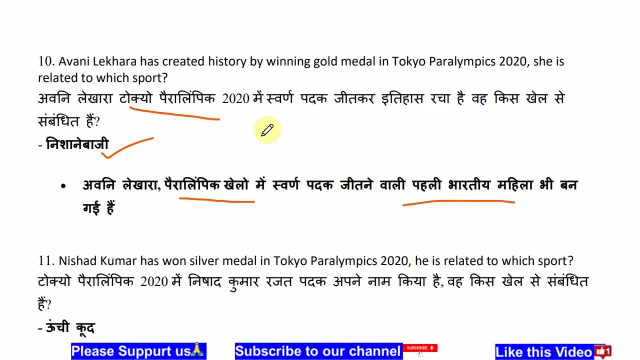 10. Avani Lekhara has created history by winning gold medal in Tokyo Paralympics 2020, she is
related to which sport?
अवनि लेखारा टोक्यो पैरालिंपिक 2020 में स्वर्ण पदक जीतकर इतिहास रचा है वह किस खेल से
संबंधित हैं?
- निशानेबाजी
• अवनि लेखारा, पैरालिंपिक खेलो में स्वर्ण पदक जीतने वाली पहली भारतीय महिला भी बन
गई हैं
11. Nishad Kumar has won silver medal in Tokyo Paralympics 2020, he is related to which sport?
टोक्यो पैरालिंपिक 2020 में निषाद कुमार रजत पदक अपने नाम किया है, वह किस खेल से संबंधित
हैं?
- ऊंची कूद
Please Suppurt us Subscribe to our channel SUBSCRIBE Like this Video